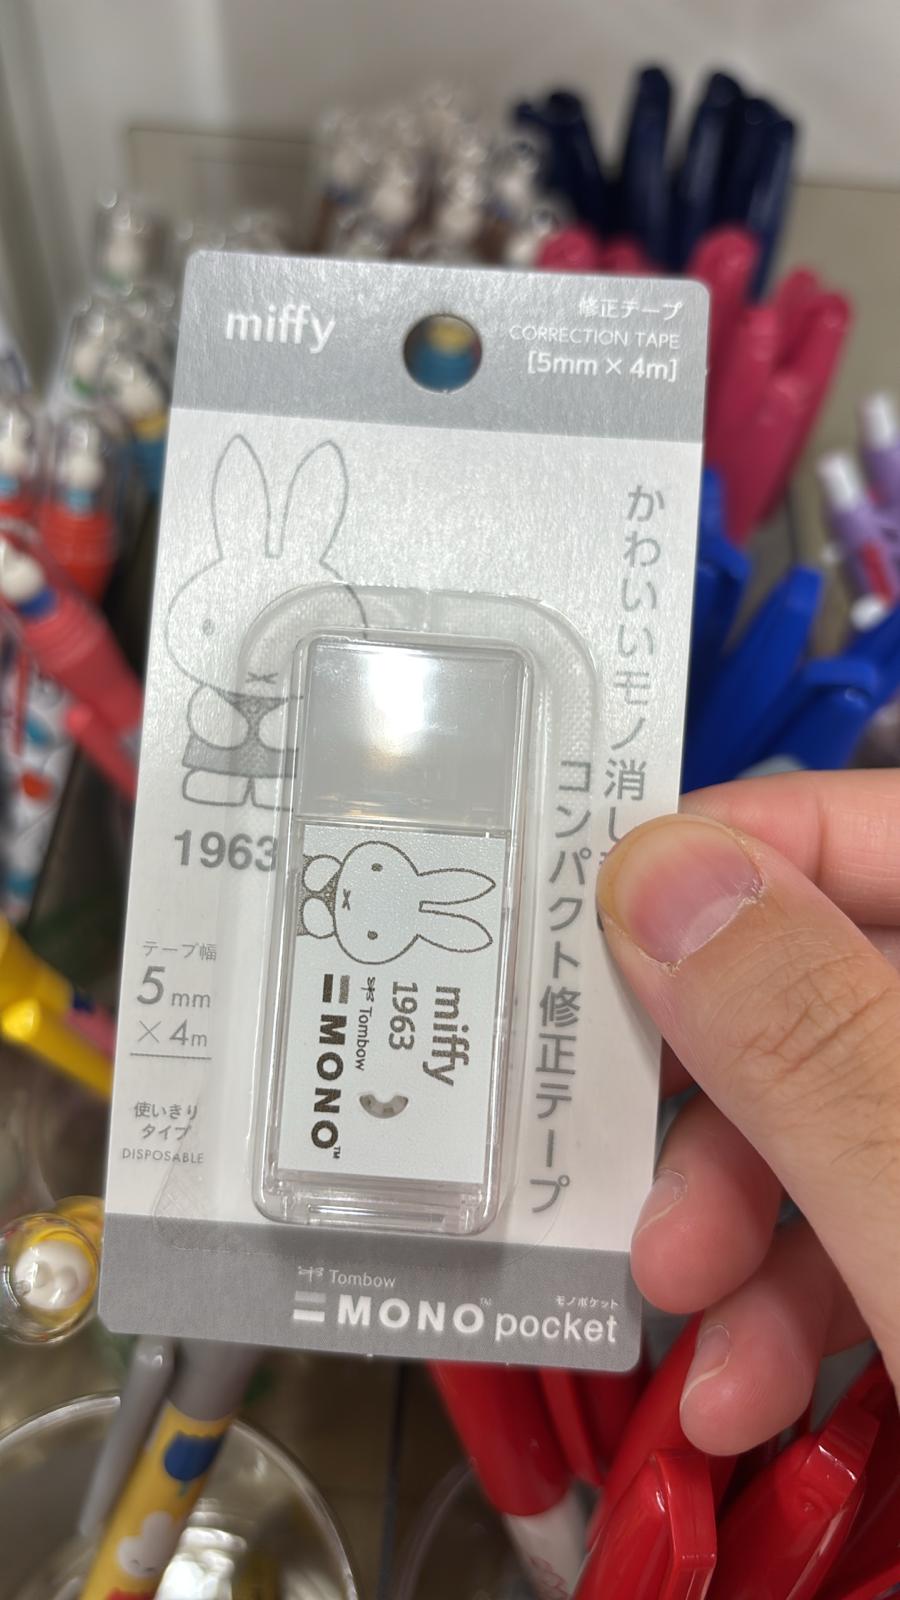 miffy
修正テープ
CORRECTION TAPE
[5mm×4m]
かわいいモノ消し
コンパクト修正テープ
1963
テープ幅
5mm
×4m
使いきり
タイプ
DISPOSABLE
miffy
1963
Tombow
MONO™
Tombow
モノポケット
MONO™ pocket